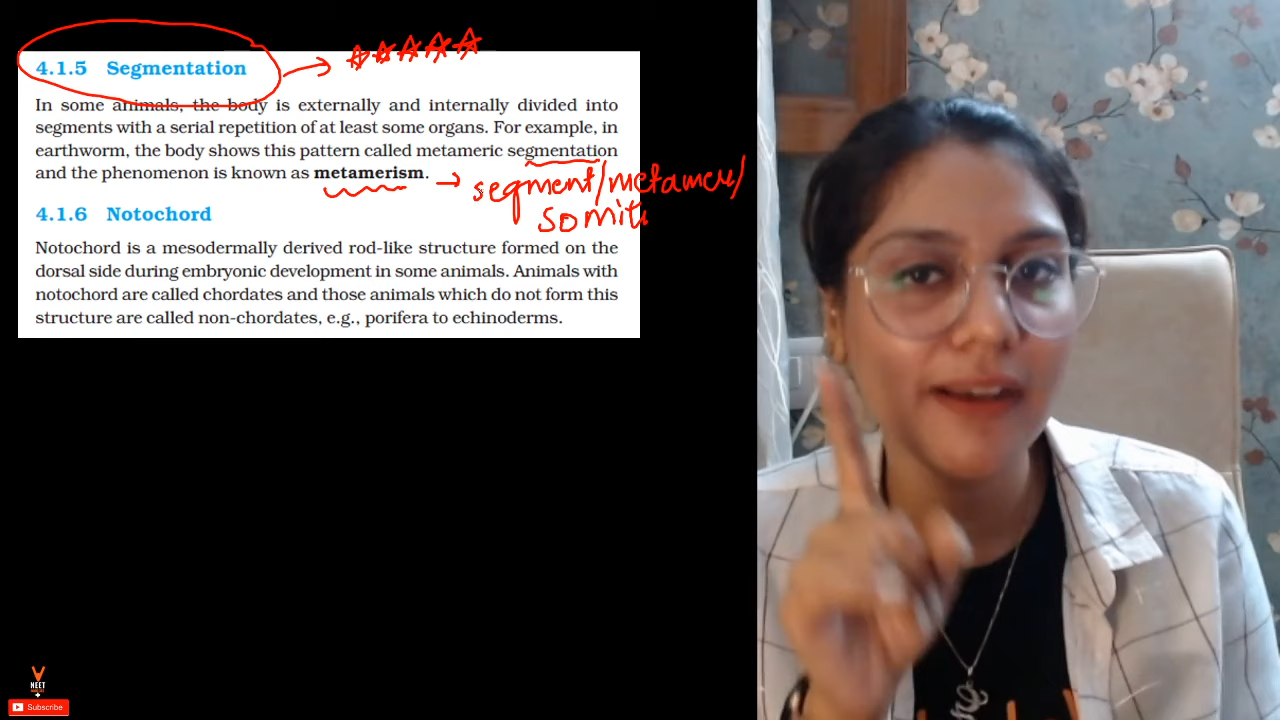 4.1.5 Segmentation
In some animals, the body is externally and internally divided into
segments with a serial repetition of at least some organs. For example, in
earthworm, the body shows this pattern called metameric segmentation
and the phenomenon is known as metamerism.
segment/metamere/
somite
4.1.6 Notochord
Notochord is a mesodermally derived rod-like structure formed on the
dorsal side during embryonic development in some animals. Animals with
notochord are called chordates and those animals which do not form this
structure are called non-chordates, e.g., porifera to echinoderms.
NEET
Subscribe